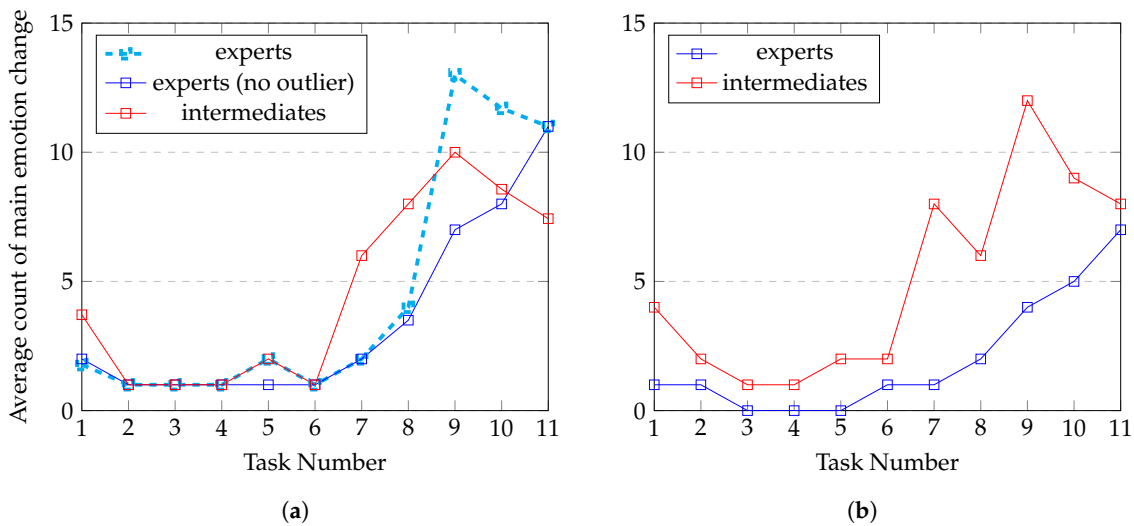 Average count of main emotion change
15
10
5
0
experts
experts (no outlier)
intermediates
1 2 3 4 5 6 7 8 9 10 11
Task Number
(a)
15
10
5
0
experts
intermediates
1 2 3 4 5 6 7 8 9 10 11
Task Number
(b)